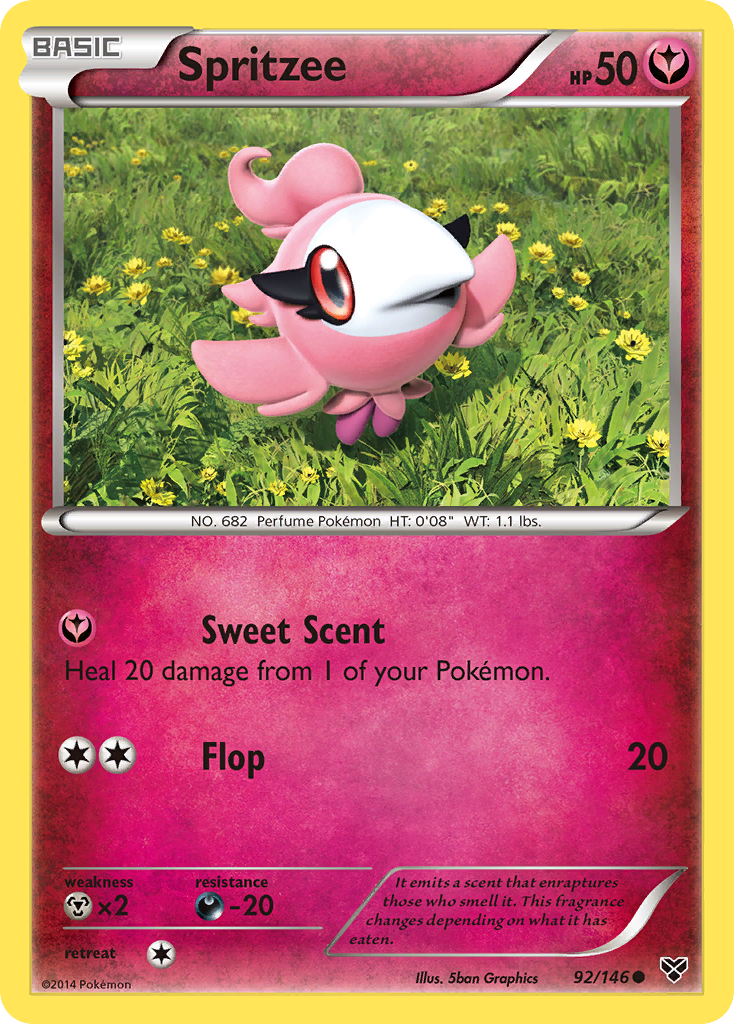 BASIC
Spritzee
HP 50
NO. 682 Perfume Pokémon HT: 0'08" WT: 1.1 lbs.
Sweet Scent
Heal 20 damage from 1 of your Pokémon.
Flop 20
weakness resistance
×2 -20
It emits a scent that enraptures
those who smell it. This fragrance
changes depending on what it has
eaten.
retreat
©2014 Pokémon
Illus. 5ban Graphics 92/146